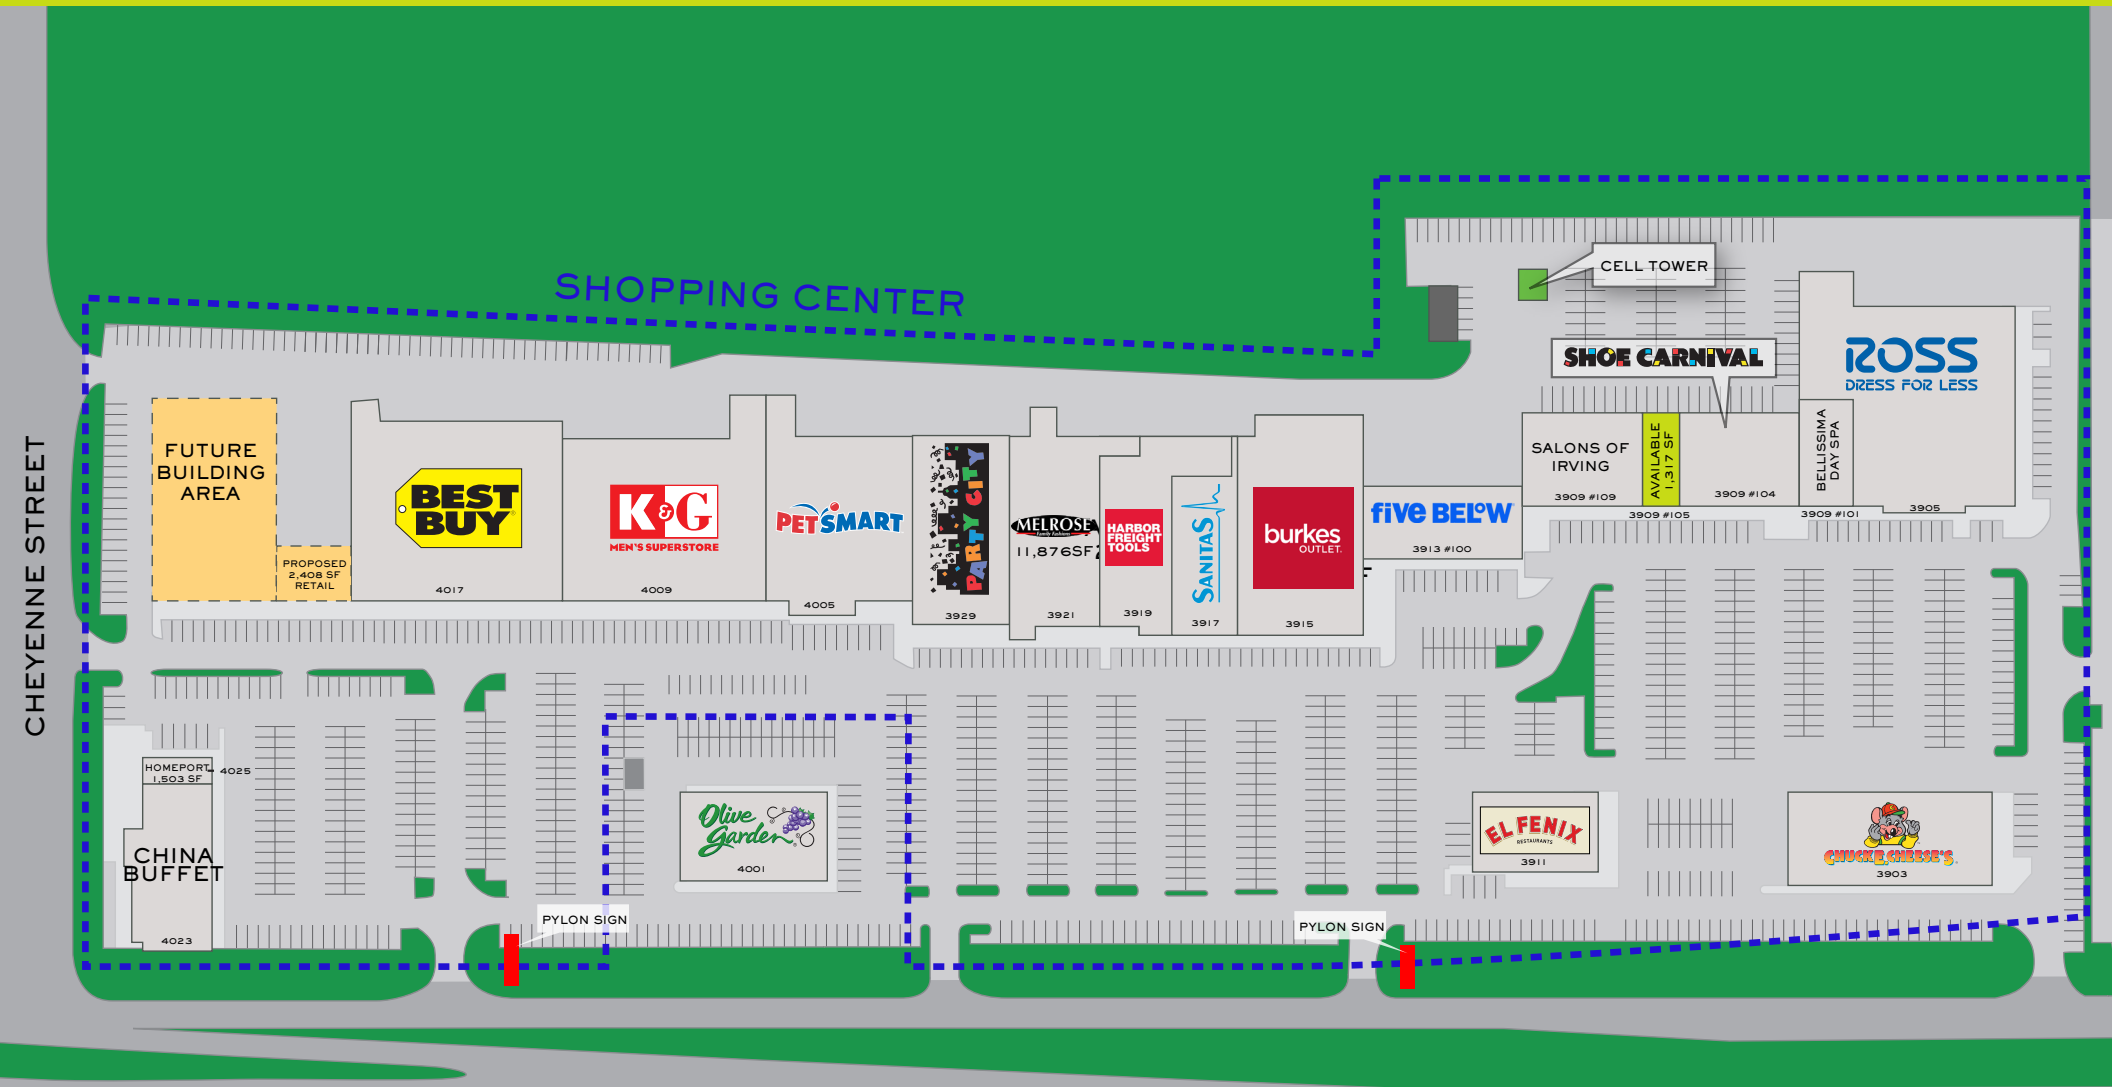 SHOPPING CENTER
CHEYENNE STREET
CELL TOWER
SHOE CARNIVAL
ROSS
DRESS FOR LESS
FUTURE
BUILDING
AREA
PROPOSED
2,408 SF
RETAIL
BEST
BUY
4017
K&G
MEN'S SUPERSTORE
4009
PETSMART
4005
PARTY CITY
3929
MELROSE
Family Fashions
11,876SF
3921
HARBOR
FREIGHT
TOOLS
3919
SANITAS
3917
burkes
OUTLET.
3915
five BELOW
3913 #100
SALONS OF
IRVING
3909 #109
AVAILABLE
1,317 SF
3909 #105
3909 #104
BELLISSIMA
DAY SPA
3909 #101
3905
HOMEPORT
1,503 SF
4025
CHINA
BUFFET
4023
Olive
Garden
4001
PYLON SIGN
PYLON SIGN
EL FENIX
RESTAURANTS
3911
CHUCK E. CHEESE'S
3903